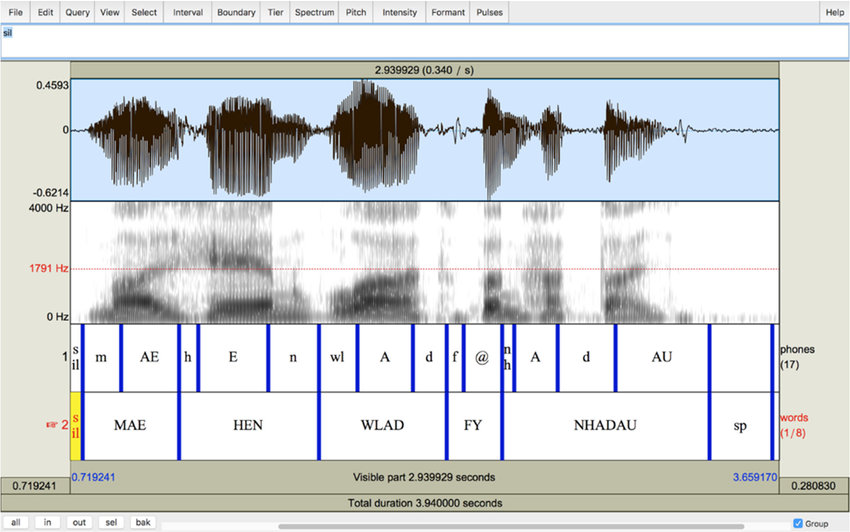 File Edit Query View Select Interval Boundary Tier Spectrum Pitch Intensity Formant Pulses Help
sil
2.939929 (0.340 / s)
0.4593
0
-0.6214
4000 Hz
1791 Hz
0 Hz
1 sil m AE h E n wl A d f @ nh A d AU phones (17)
2 sil MAE HEN WLAD FY NHADAU sp words (1/8)
0.719241 0.719241 Visible part 2.939929 seconds 3.659170 0.280830
Total duration 3.940000 seconds
all in out sel bak Group